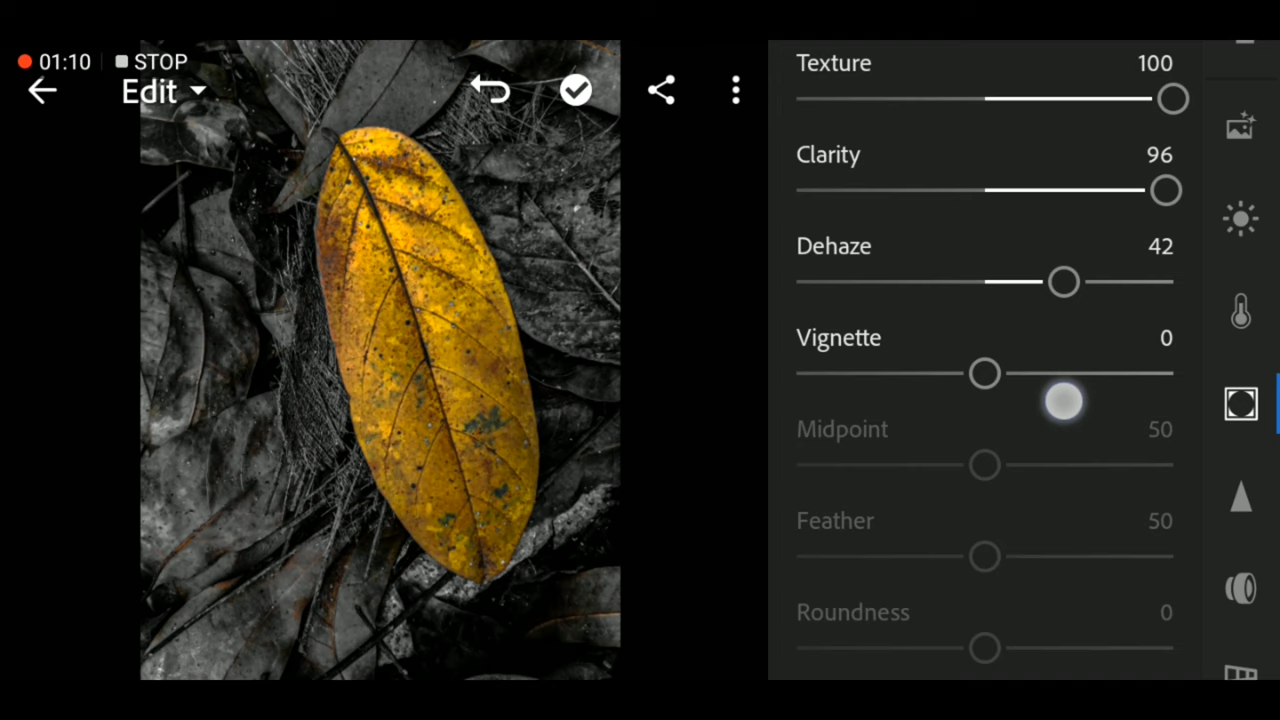 01:10 STOP
Edit
Texture 100
Clarity 96
Dehaze 42
Vignette 0
Midpoint 50
Feather 50
Roundness 0